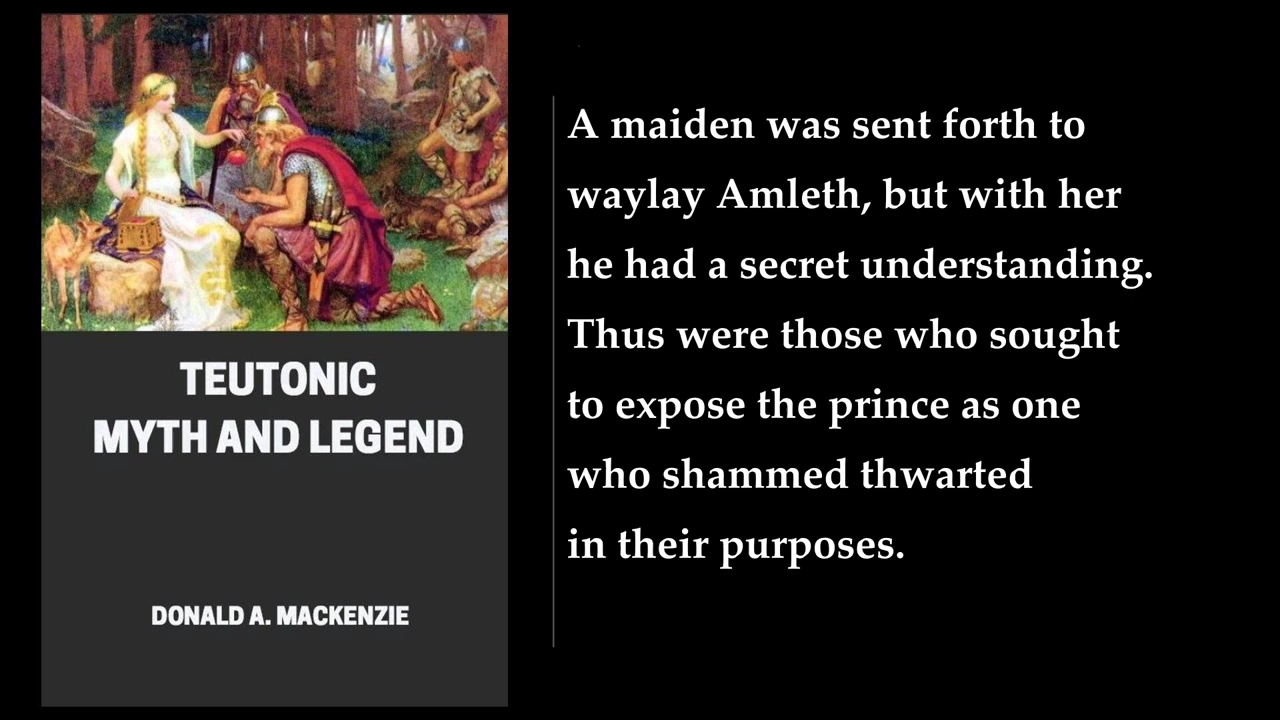 TEUTONIC
MYTH AND LEGEND
DONALD A. MACKENZIE
A maiden was sent forth to
waylay Amleth, but with her
he had a secret understanding.
Thus were those who sought
to expose the prince as one
who shammed thwarted
in their purposes.